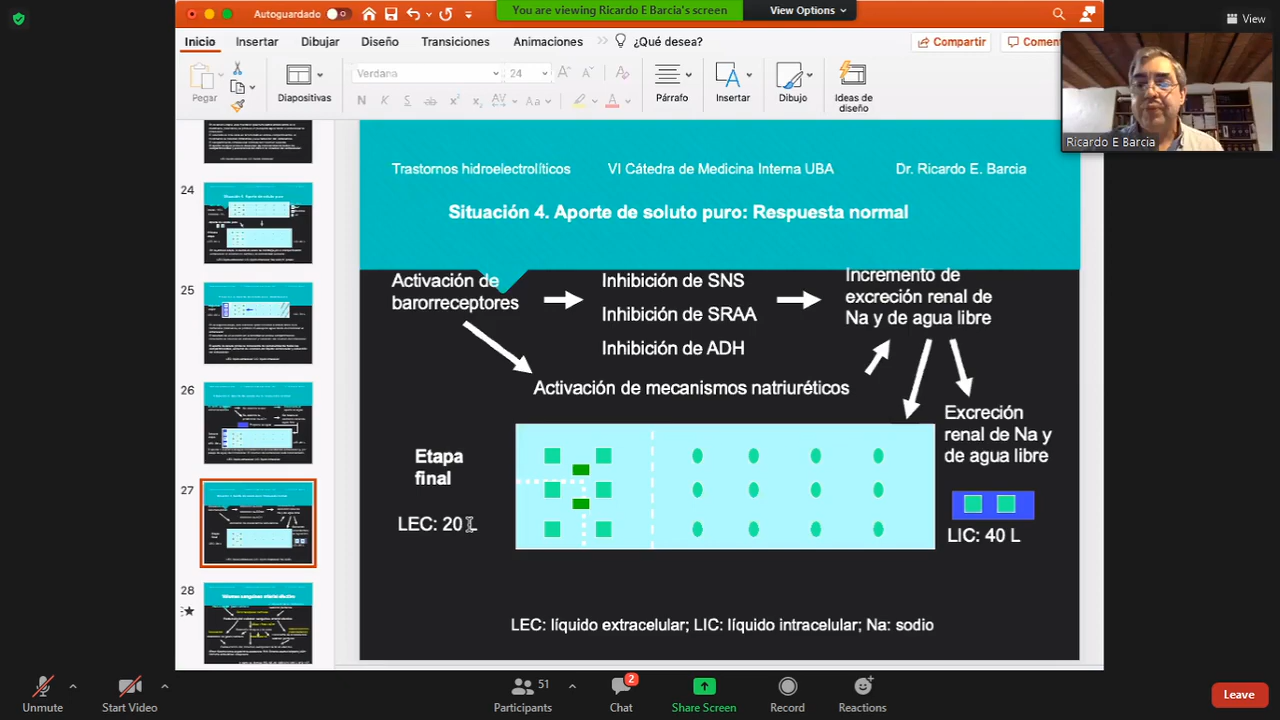 You are viewing Ricardo E Barcia's screen
View Options
View
Autoguardado
Inicio
Insertar
Dibujar
Diseño
Transiciones
Animaciones
¿Qué desea?
Compartir
Pegar
Diapositivas
Verdana
24
N
K
S
Párrafo
Insertar
Dibujo
Ideas de
diseño
Ricardo E Barcia
24
25
26
27
28
Trastornos hidroelectrolíticos
VI Cátedra de Medicina Interna UBA
Dr. Ricardo E. Barcia
Situación 4. Aporte de soluto puro: Respuesta normal
Activación de
barorreceptores
Inhibición de SNS
Inhibición de SRAA
Inhibición de ADH
Incremento de
excreción renal de
Na y de agua libre
Activación de mecanismos natriuréticos
Excreción
renal de Na y
de agua libre
Etapa
final
LEC: 20
LIC: 40 L
LEC: líquido extracelular; LIC: líquido intracelular; Na: sodio
Unmute
Start Video
51
Participants
2
Chat
Share Screen
Record
Reactions
Leave